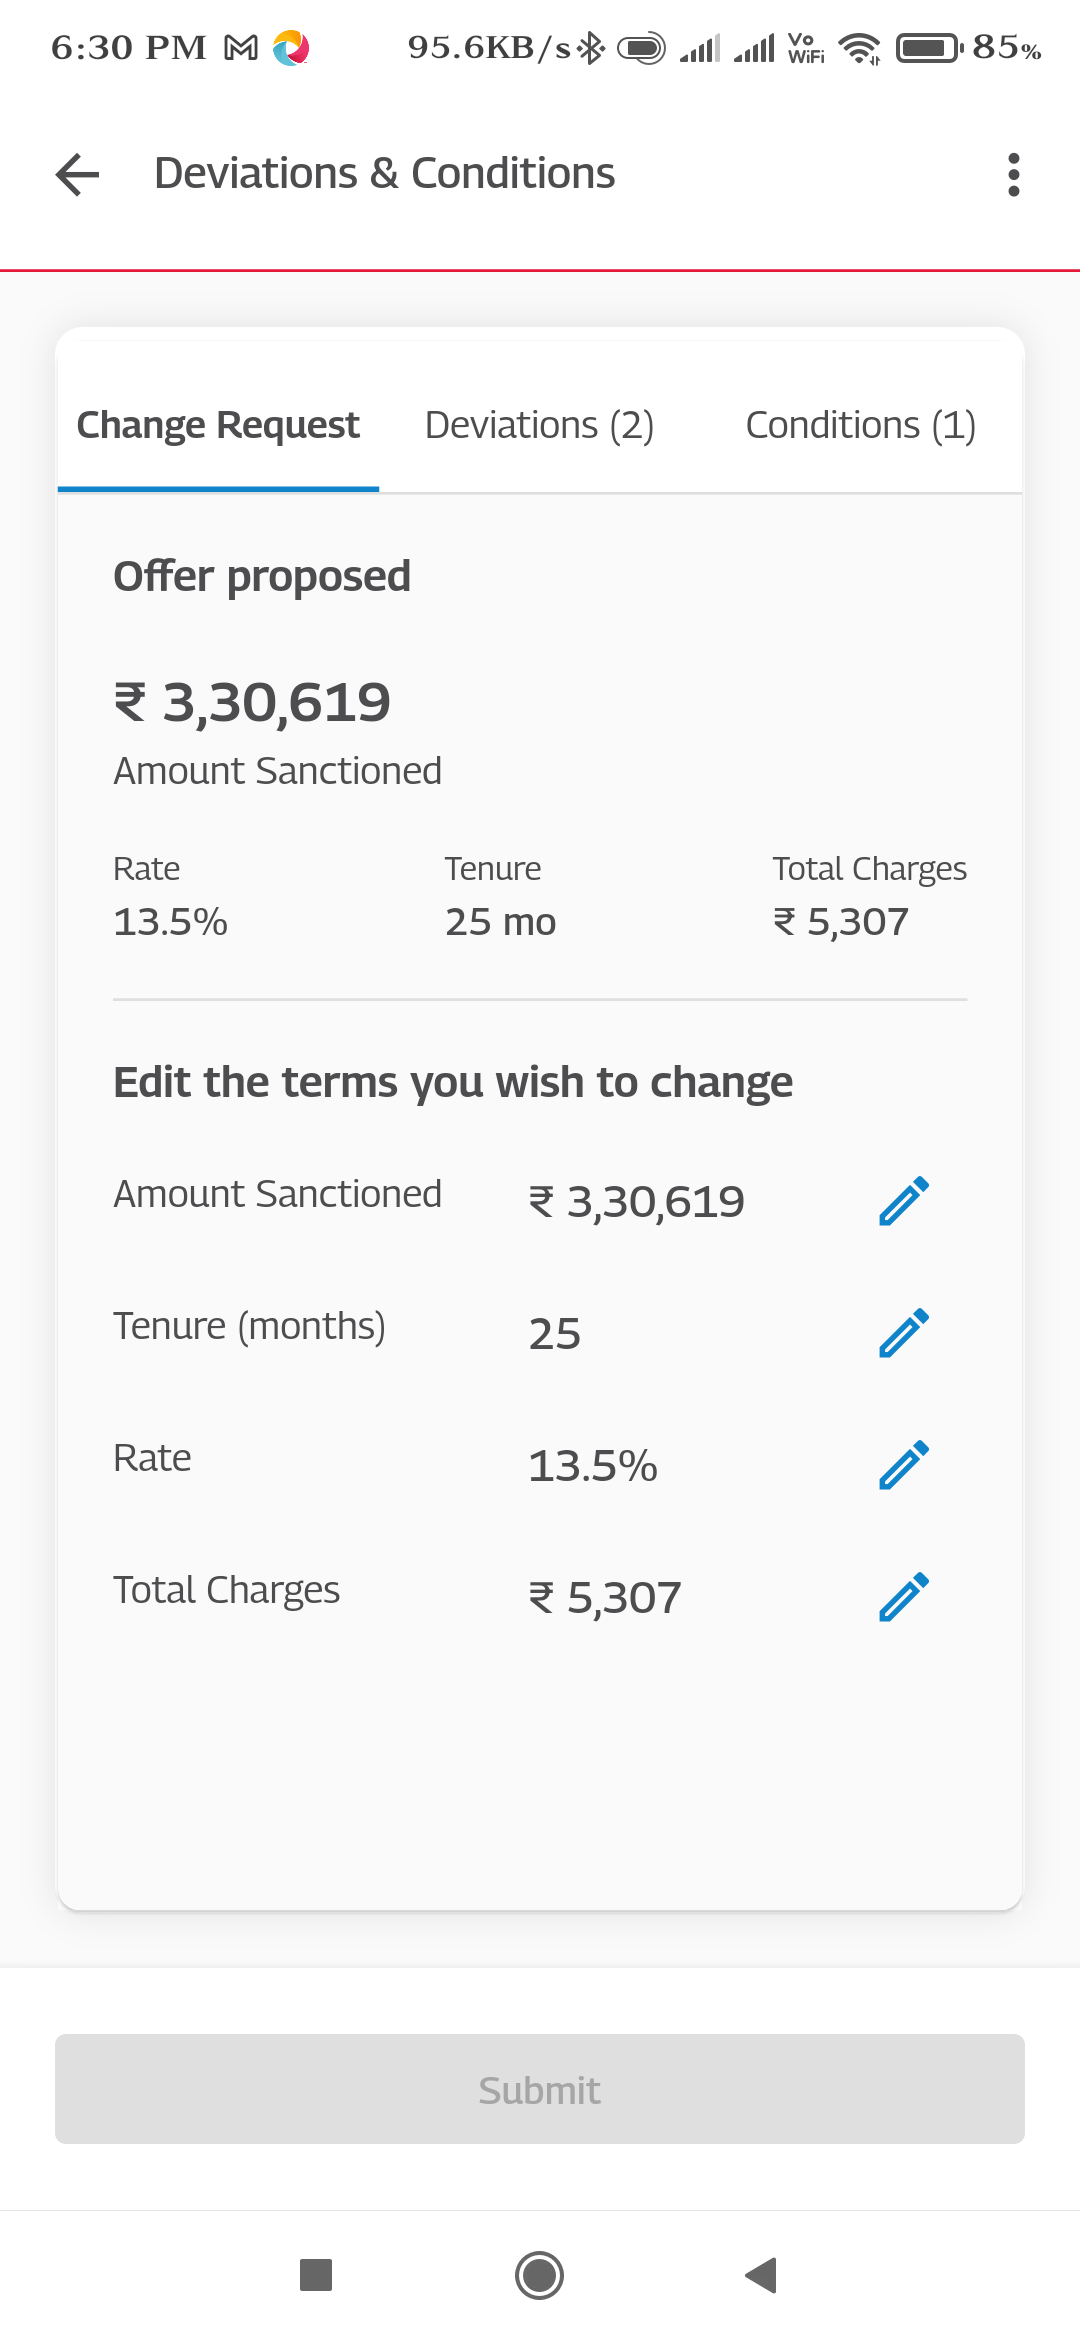 6:30 PM 95.6KB/s Vo WiFi 85%
Deviations & Conditions
Change Request Deviations (2) Conditions (1)
Offer proposed
₹ 3,30,619
Amount Sanctioned
Rate Tenure Total Charges
13.5% 25 mo ₹ 5,307
Edit the terms you wish to change
Amount Sanctioned ₹ 3,30,619
Tenure (months) 25
Rate 13.5%
Total Charges ₹ 5,307
Submit